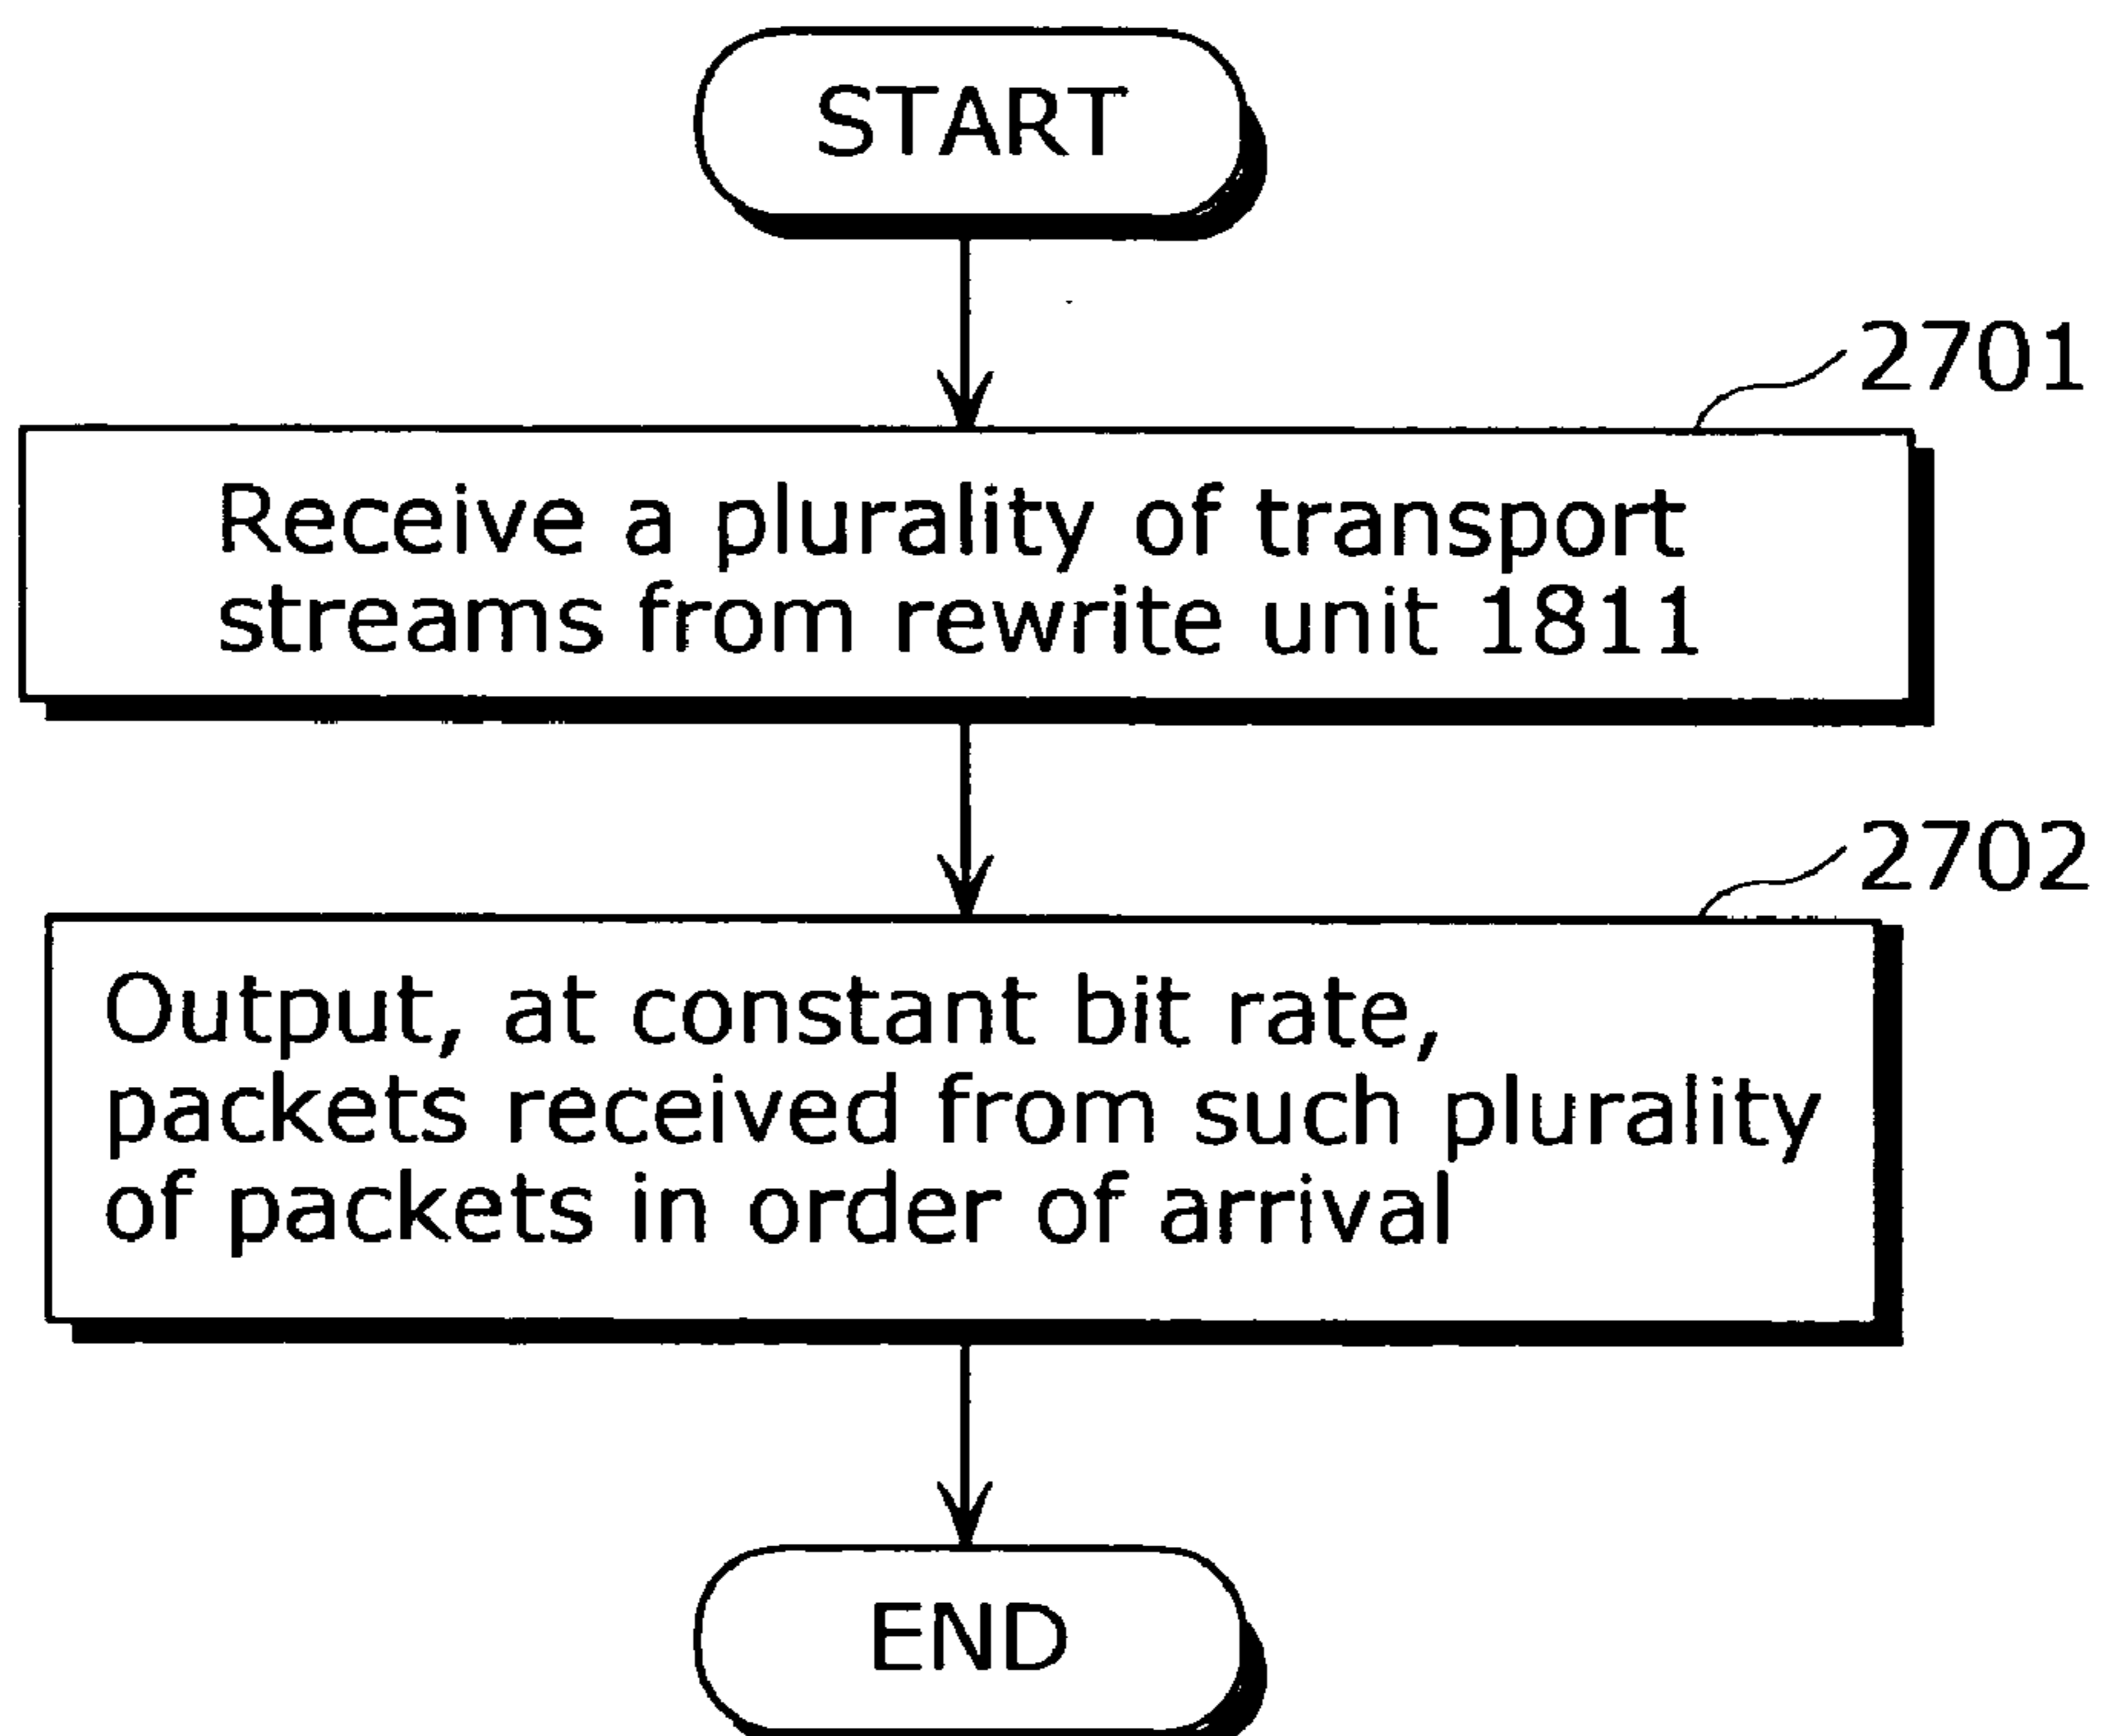 START
2701
Receive a plurality of transport
streams from rewrite unit 1811
2702
Output, at constant bit rate,
packets received from such plurality
of packets in order of arrival
END